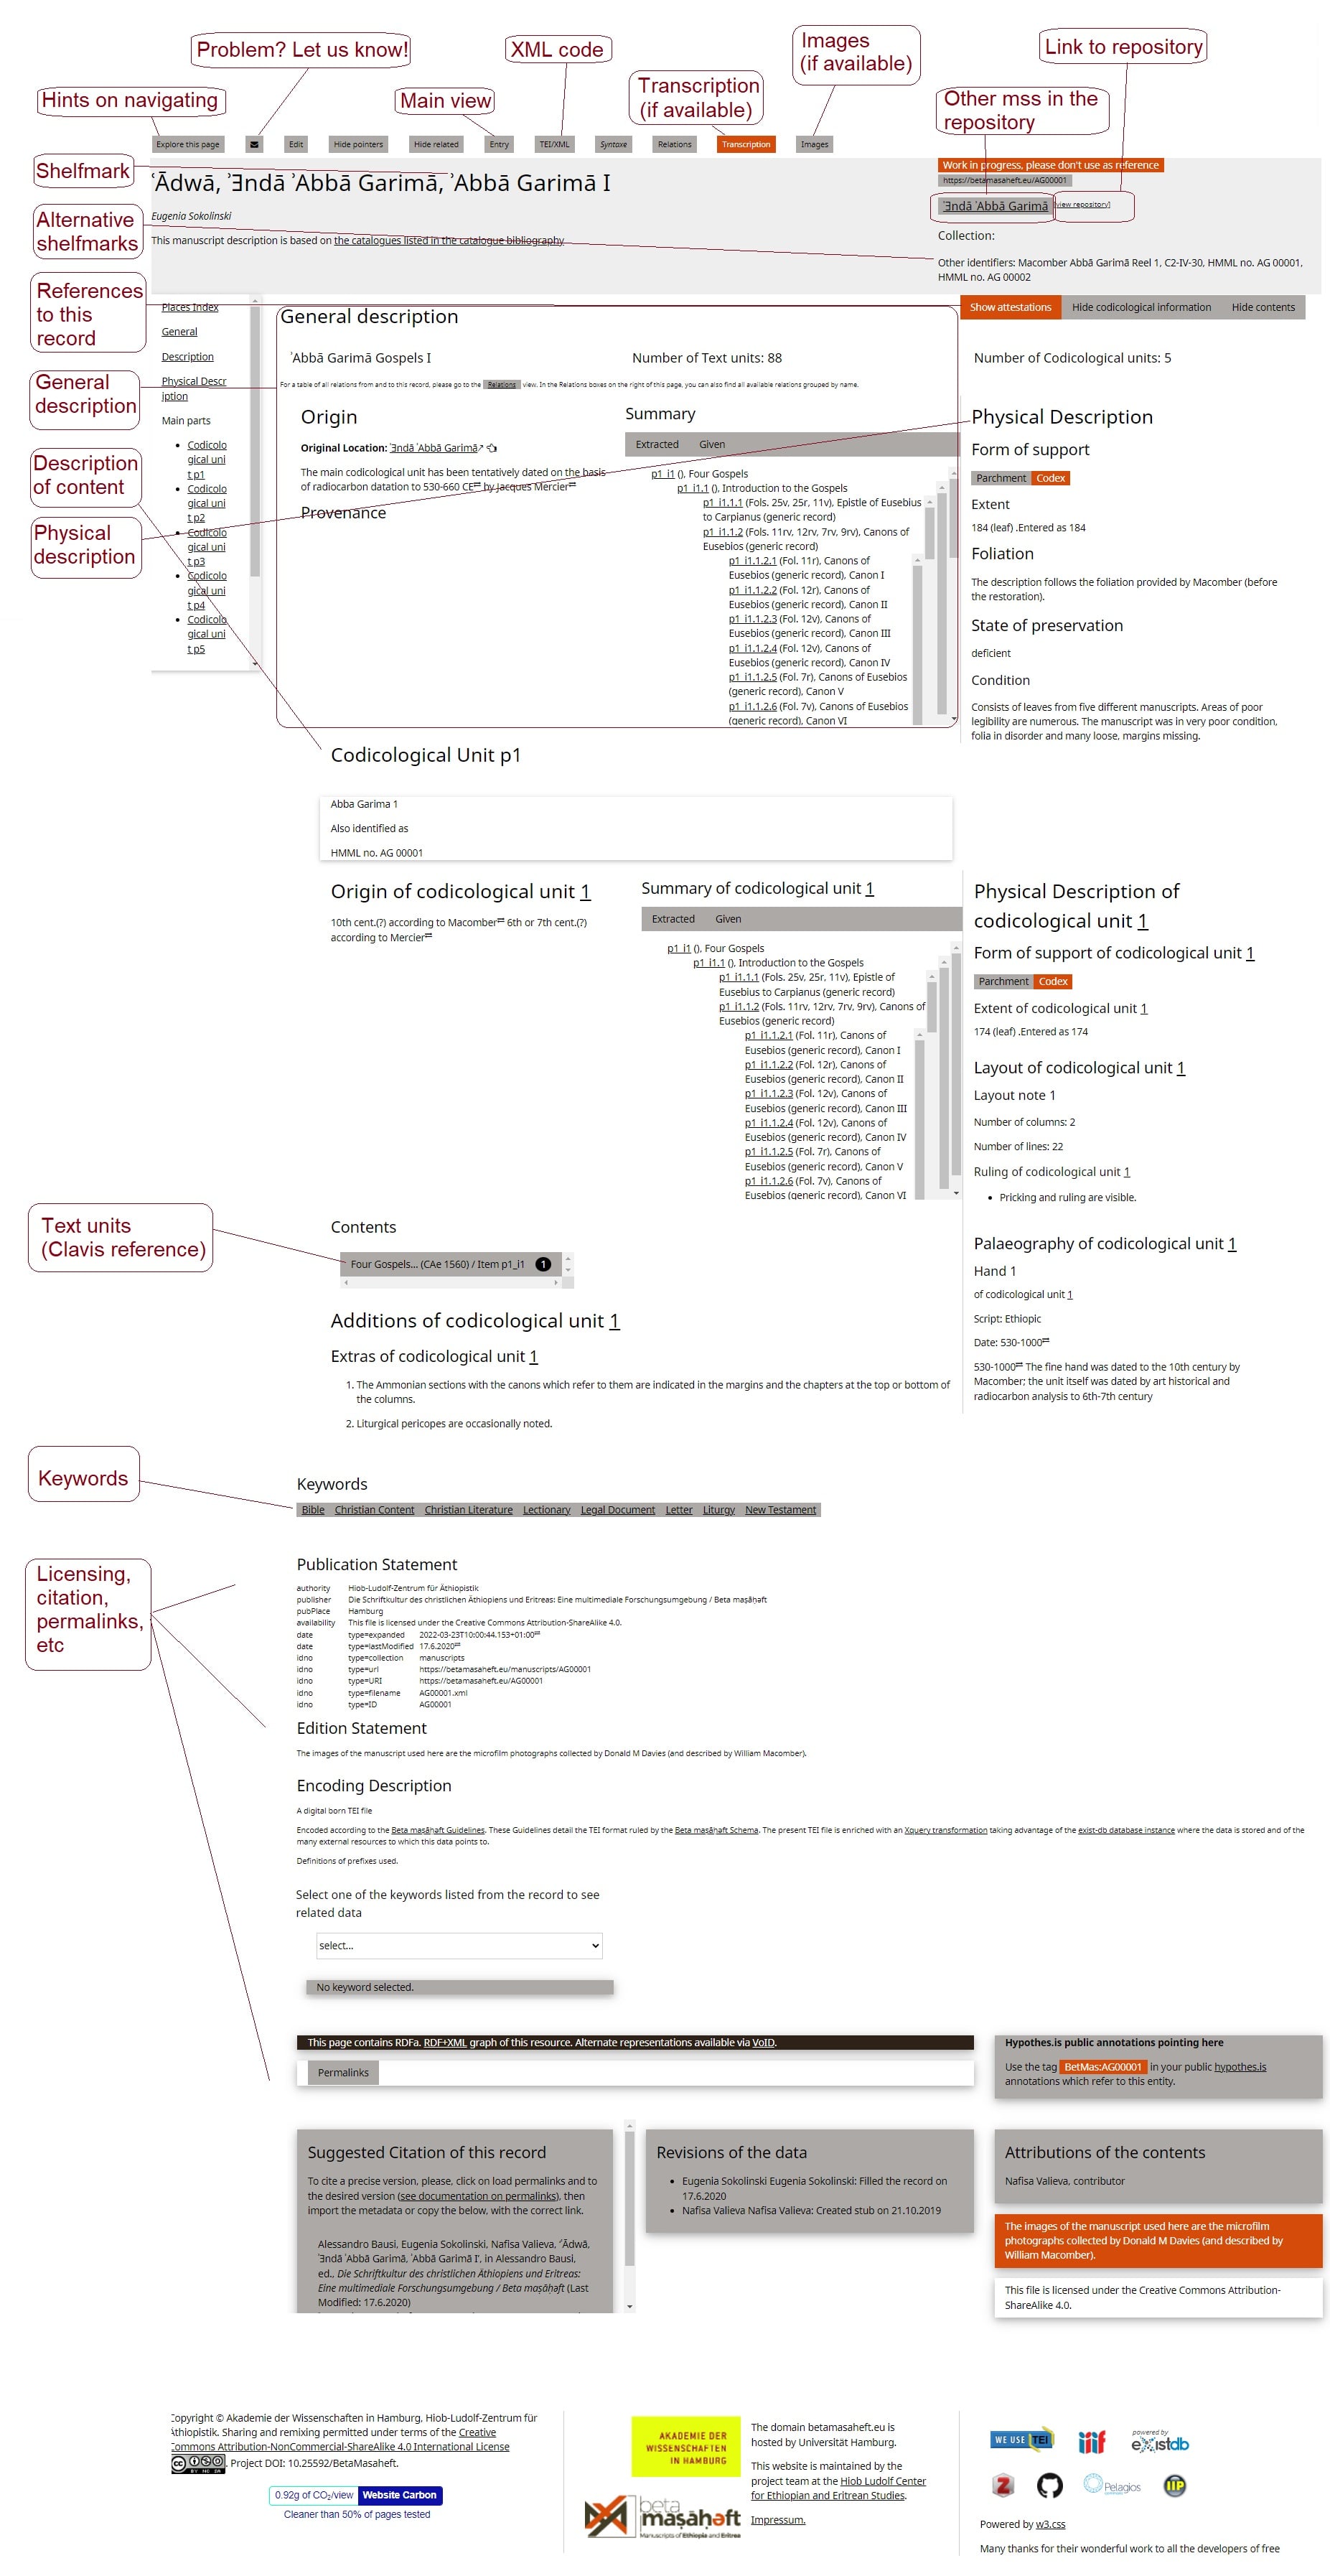 Problem? Let us know!
XML code
Images
(if available)
Link to repository
Hints on navigating
Main view
Transcription
(if available)
Other mss in the
repository
Explore this page
Edit
Hide pointers
Hide related
Entry
TEI/XML
Syntaxe
Relations
Transcription
Images
Shelfmark
ʿĀdwā, ʾƎndā ʾAbbā Garimā, ʾAbbā Garimā I
Work in progress, please don't use as reference
https://betamasaheft.eu/AG00001
ʾƎndā ʾAbbā Garimā
[view repository]
Alternative
shelfmarks
Eugenia Sokolinski
This manuscript description is based on the catalogues listed in the catalogue bibliography
Collection:
Other identifiers: Macomber Abbā Garimā Reel 1, C2-IV-30, HMML no. AG 00001,
HMML no. AG 00002
References
to this
record
General
description
Description
of content
Physical
description
Places Index
General
Description
Physical Descr
iption
Main parts
Codicolo
gical uni
t p1
Codicolo
gical uni
t p2
Codicolo
gical uni
t p3
Codicolo
gical uni
t p4
Codicolo
gical uni
t p5
Show attestations
Hide codicological information
Hide contents
General description
ʾAbbā Garimā Gospels I
Number of Text units: 88
Number of Codicological units: 5
For a table of all relations from and to this record, please go to the Relations view. In the Relations boxes on the right of this page, you can also find all available relations grouped by name.
Origin
Original Location: ʾƎndā ʾAbbā Garimā
The main codicological unit has been tentatively dated on the basis
of radiocarbon datation to 530-660 CE by Jacques Mercier
Provenance
Summary
Extracted
Given
p1_i1 (), Four Gospels
p1_i1.1 (), Introduction to the Gospels
p1_i1.1.1 (Fols. 25v, 25r, 11v), Epistle of Eusebius
to Carpianus (generic record)
p1_i1.1.2 (Fols. 11rv, 12rv, 7rv, 9rv), Canons of
Eusebios (generic record)
p1_i1.1.2.1 (Fol. 11r), Canons of
Eusebius (generic record), Canon I
p1_i1.1.2.2 (Fol. 12r), Canons of
Eusebius (generic record), Canon II
p1_i1.1.2.3 (Fol. 12v), Canons of
Eusebios (generic record), Canon III
p1_i1.1.2.4 (Fol. 12v), Canons of
Eusebios (generic record), Canon IV
p1_i1.1.2.5 (Fol. 7r), Canons of Eusebios
(generic record), Canon V
p1_i1.1.2.6 (Fol. 7v), Canons of Eusebios
(generic record), Canon VI
Physical Description
Form of support
Parchment Codex
Extent
184 (leaf) .Entered as 184
Foliation
The description follows the foliation provided by Macomber (before
the restoration).
State of preservation
deficient
Condition
Consists of leaves from five different manuscripts. Areas of poor
legibility are numerous. The manuscript was in very poor condition,
folia in disorder and many loose, margins missing.
Codicological Unit p1
Abba Garima 1
Also identified as
HMML no. AG 00001
Origin of codicological unit 1
10th cent.(?) according to Macomber 6th or 7th cent.(?)
according to Mercier
Summary of codicological unit 1
Extracted
Given
p1_i1 (), Four Gospels
p1_i1.1 (), Introduction to the Gospels
p1_i1.1.1 (Fols. 25v, 25r, 11v), Epistle of
Eusebius to Carpianus (generic record)
p1_i1.1.2 (Fols. 11rv, 12rv, 7rv, 9rv), Canons of
Eusebios (generic record)
p1_i1.1.2.1 (Fol. 11r), Canons of
Eusebios (generic record), Canon I
p1_i1.1.2.2 (Fol. 12r), Canons of
Eusebios (generic record), Canon II
p1_i1.1.2.3 (Fol. 12v), Canons of
Eusebios (generic record), Canon III
p1_i1.1.2.4 (Fol. 12v), Canons of
Eusebios (generic record), Canon IV
p1_i1.1.2.5 (Fol. 7r), Canons of
Eusebios (generic record), Canon V
p1_i1.1.2.6 (Fol. 7v), Canons of
Eusebios (generic record), Canon VI
Physical Description of
codicological unit 1
Form of support of codicological unit 1
Parchment Codex
Extent of codicological unit 1
174 (leaf) .Entered as 174
Layout of codicological unit 1
Layout note 1
Number of columns: 2
Number of lines: 22
Ruling of codicological unit 1
Pricking and ruling are visible.
Palaeography of codicological unit 1
Hand 1
of codicological unit 1
Script: Ethiopic
Date: 530-1000
530-1000 The fine hand was dated to the 10th century by
Macomber; the unit itself was dated by art historical and
radiocarbon analysis to 6th-7th century
Text units
(Clavis reference)
Contents
Four Gospels... (CAe 1560) / Item p1_i1 1
Additions of codicological unit 1
Extras of codicological unit 1
1. The Ammonian sections with the canons which refer to them are indicated in the margins and the chapters at the top or bottom of
the columns.
2. Liturgical pericopes are occasionally noted.
Keywords
Keywords
Bible Christian Content Christian Literature Lectionary Legal Document Letter Liturgy New Testament
Licensing,
citation,
permalinks,
etc
Publication Statement
authority Hiob-Ludolf-Zentrum für Äthiopistik
publisher Die Schriftkultur des christlichen Äthiopiens und Eritreas: Eine multimediale Forschungsumgebung / Beta maṣāḥǝft
pubPlace Hamburg
availability This file is licensed under the Creative Commons Attribution-ShareAlike 4.0.
date type=expanded 2022-03-23T10:00:44.153+01:00
date type=lastModified 17.6.2020
idno type=collection manuscripts
idno type=url https://betamasaheft.eu/manuscripts/AG00001
idno type=URI https://betamasaheft.eu/AG00001
idno type=filename AG00001.xml
idno type=ID AG00001
Edition Statement
The images of the manuscript used here are the microfilm photographs collected by Donald M Davies (and described by William Macomber).
Encoding Description
A digital born TEI file
Encoded according to the Beta maṣāḥǝft Guidelines. These Guidelines detail the TEI format ruled by the Beta maṣāḥǝft Schema. The present TEI file is enriched with an Xquery transformation taking advantage of the exist-db database instance where the data is stored and of the
many external resources to which this data points to.
Definitions of prefixes used.
Select one of the keywords listed from the record to see
related data
select...
No keyword selected.
This page contains RDFa. RDF+XML graph of this resource. Alternate representations available via VoID.
Permalinks
Hypothes.is public annotations pointing here
Use the tag BetMas:AG00001 in your public hypothes.is
annotations which refer to this entity.
Suggested Citation of this record
To cite a precise version, please, click on load permalinks and to
the desired version (see documentation on permalinks), then
import the metadata or copy the below, with the correct link.
Alessandro Bausi, Eugenia Sokolinski, Nafisa Valieva, ʿĀdwā,
ʾƎndā ʾAbbā Garimā, ʾAbbā Garimā I', in Alessandro Bausi,
ed., Die Schriftkultur des christlichen Äthiopiens und Eritreas:
Eine multimediale Forschungsumgebung / Beta maṣāḥǝft (Last
Modified: 17.6.2020)
Revisions of the data
Eugenia Sokolinski Eugenia Sokolinski: Filled the record on
17.6.2020
Nafisa Valieva Nafisa Valieva: Created stub on 21.10.2019
Attributions of the contents
Nafisa Valieva, contributor
The images of the manuscript used here are the microfilm
photographs collected by Donald M Davies (and described by
William Macomber).
This file is licensed under the Creative Commons Attribution-
ShareAlike 4.0.
Copyright © Akademie der Wissenschaften in Hamburg, Hiob-Ludolf-Zentrum für
Äthiopistik. Sharing and remixing permitted under terms of the Creative
Commons Attribution-NonCommercial-ShareAlike 4.0 International License
cc BY NC SA . Project DOI: 10.25592/BetaMasaheft.
0.92g of CO₂/view Website Carbon
Cleaner than 50% of pages tested
AKADEMIE DER
WISSENSCHAFTEN
IN HAMBURG
beta
maṣāḥǝft
Manuscripts of Ethiopia and Eritrea
The domain betamasaheft.eu is
hosted by Universität Hamburg.
This website is maintained by the
project team at the Hiob Ludolf Center
for Ethiopian and Eritrean Studies.
Impressum.
WE USE TEI
iiif
powered by
eXistdb
Z
Pelagios
IIP
Powered by w3.css
Many thanks for their wonderful work to all the developers of free